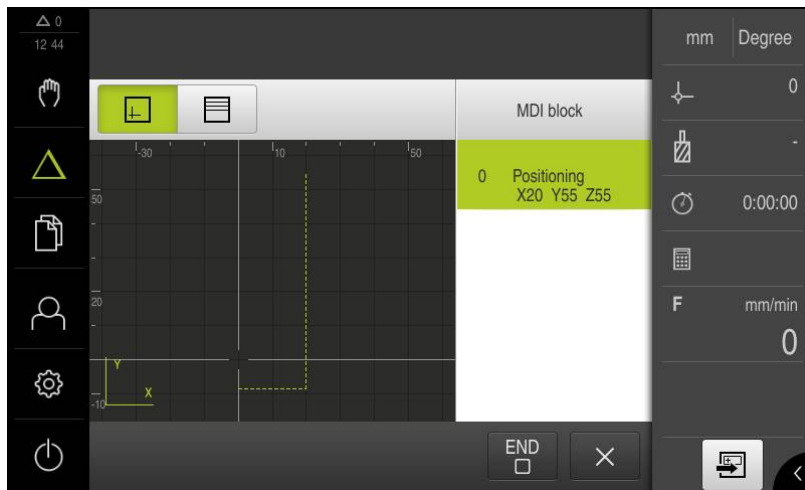 0
12 44
mm Degree
0
MDI block
-30 10 50
0 Positioning
X20 Y55 Z55
-
50
0:00:00
20
F mm/min
0
Y
X
-10
END